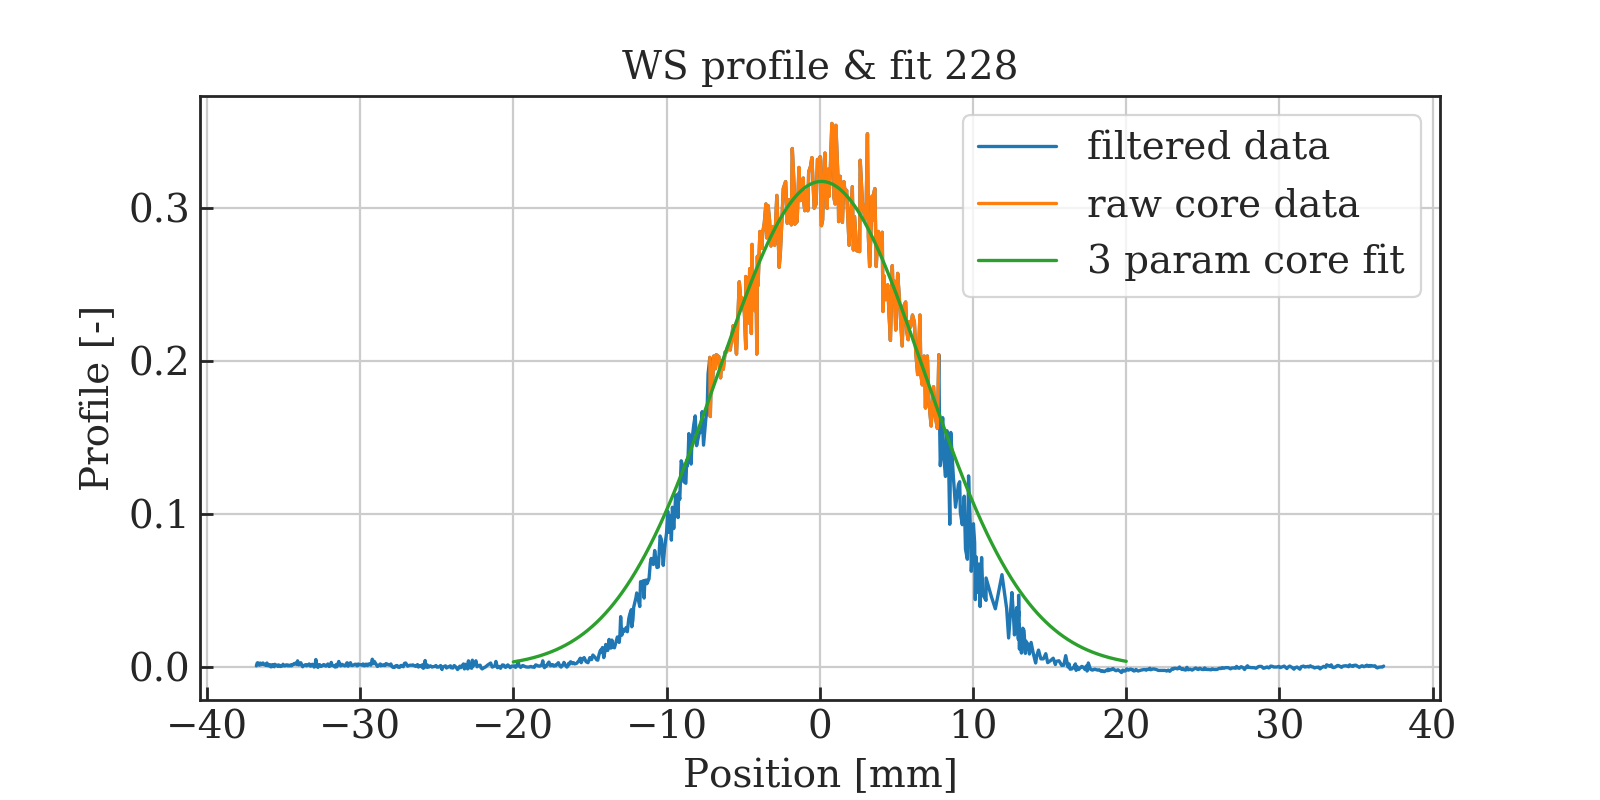 WS profile & fit 228
filtered data
raw core data
3 param core fit
Profile [-]
0.3
0.2
0.1
0.0
−40 −30 −20 −10 0 10 20 30 40
Position [mm]